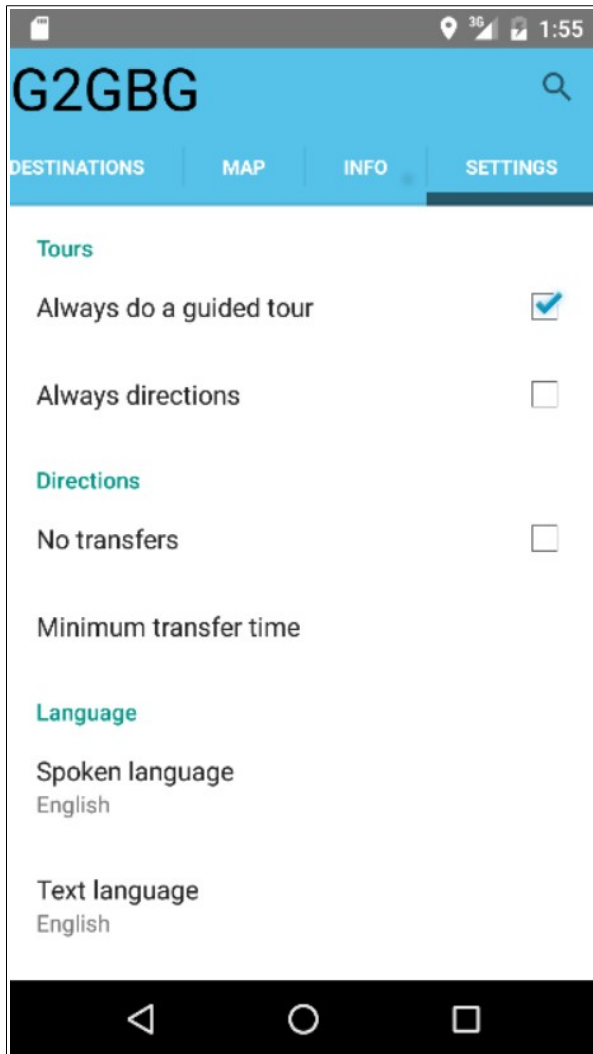 3G 1:55
G2GBG
DESTINATIONS MAP INFO SETTINGS
Tours
Always do a guided tour
Always directions
Directions
No transfers
Minimum transfer time
Language
Spoken language
English
Text language
English